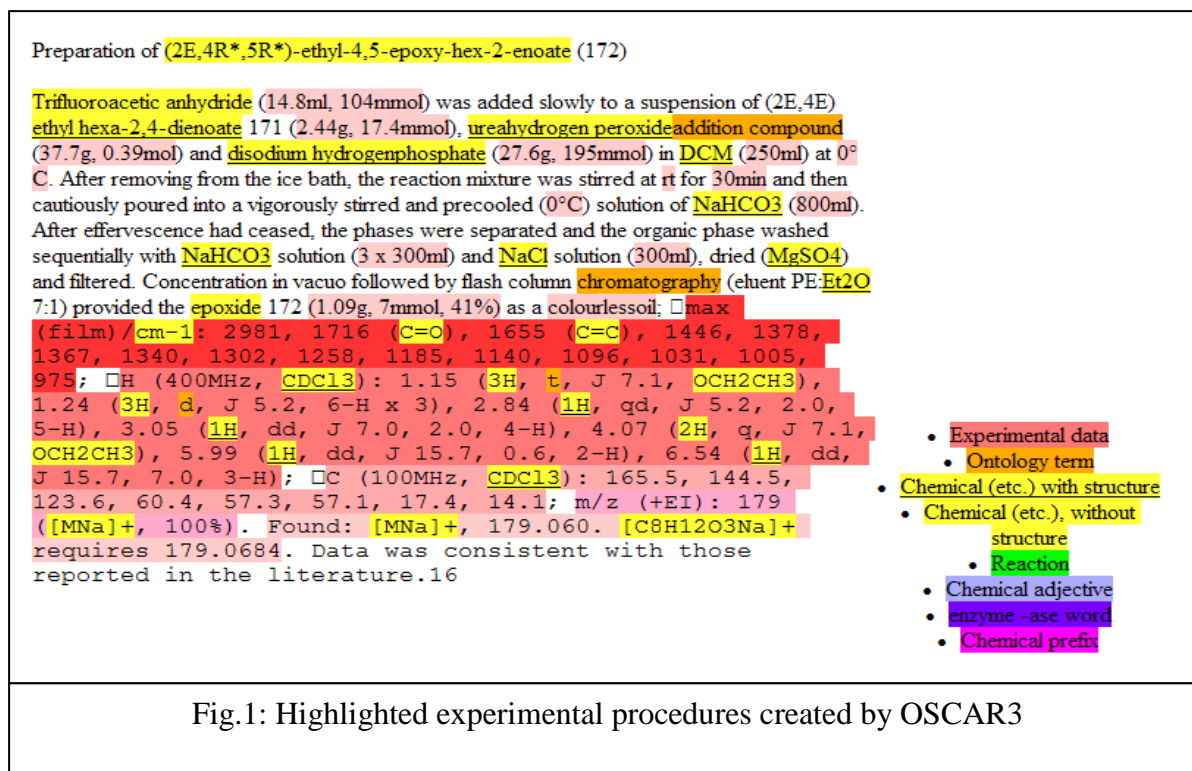 Preparation of (2E,4R*,5R*)-ethyl-4,5-epoxy-hex-2-enoate (172)
Trifluoroacetic anhydride (14.8ml, 104mmol) was added slowly to a suspension of (2E,4E)
ethyl hexa-2,4-dienoate 171 (2.44g, 17.4mmol), ureahydrogen peroxideaddition compound
(37.7g, 0.39mol) and disodium hydrogenphosphate (27.6g, 195mmol) in DCM (250ml) at 0°
C. After removing from the ice bath, the reaction mixture was stirred at rt for 30min and then
cautiously poured into a vigorously stirred and precooled (0°C) solution of NaHCO3 (800ml).
After effervescence had ceased, the phases were separated and the organic phase washed
sequentially with NaHCO3 solution (3 x 300ml) and NaCl solution (300ml), dried (MgSO4)
and filtered. Concentration in vacuo followed by flash column chromatography (eluent PE:Et2O
7:1) provided the epoxide 172 (1.09g, 7mmol, 41%) as a colourlessoil; □max
(film)/cm-1: 2981, 1716 (C=O), 1655 (C=C), 1446, 1378,
1367, 1340, 1302, 1258, 1185, 1140, 1096, 1031, 1005,
975; □H (400MHz, CDCl3): 1.15 (3H, t, J 7.1, OCH2CH3),
1.24 (3H, d, J 5.2, 6-H x 3), 2.84 (1H, qd, J 5.2, 2.0,
5-H), 3.05 (1H, dd, J 7.0, 2.0, 4-H), 4.07 (2H, q, J 7.1,
OCH2CH3), 5.99 (1H, dd, J 15.7, 0.6, 2-H), 6.54 (1H, dd,
J 15.7, 7.0, 3-H); □C (100MHz, CDCl3): 165.5, 144.5,
123.6, 60.4, 57.3, 57.1, 17.4, 14.1; m/z (+EI): 179
([MNa]+, 100%). Found: [MNa]+, 179.060. [C8H12O3Na]+
requires 179.0684. Data was consistent with those
reported in the literature.16
• Experimental data
• Ontology term
• Chemical (etc.) with structure
• Chemical (etc.), without
structure
• Reaction
• Chemical adjective
• enzyme -ase word
• Chemical prefix
Fig.1: Highlighted experimental procedures created by OSCAR3